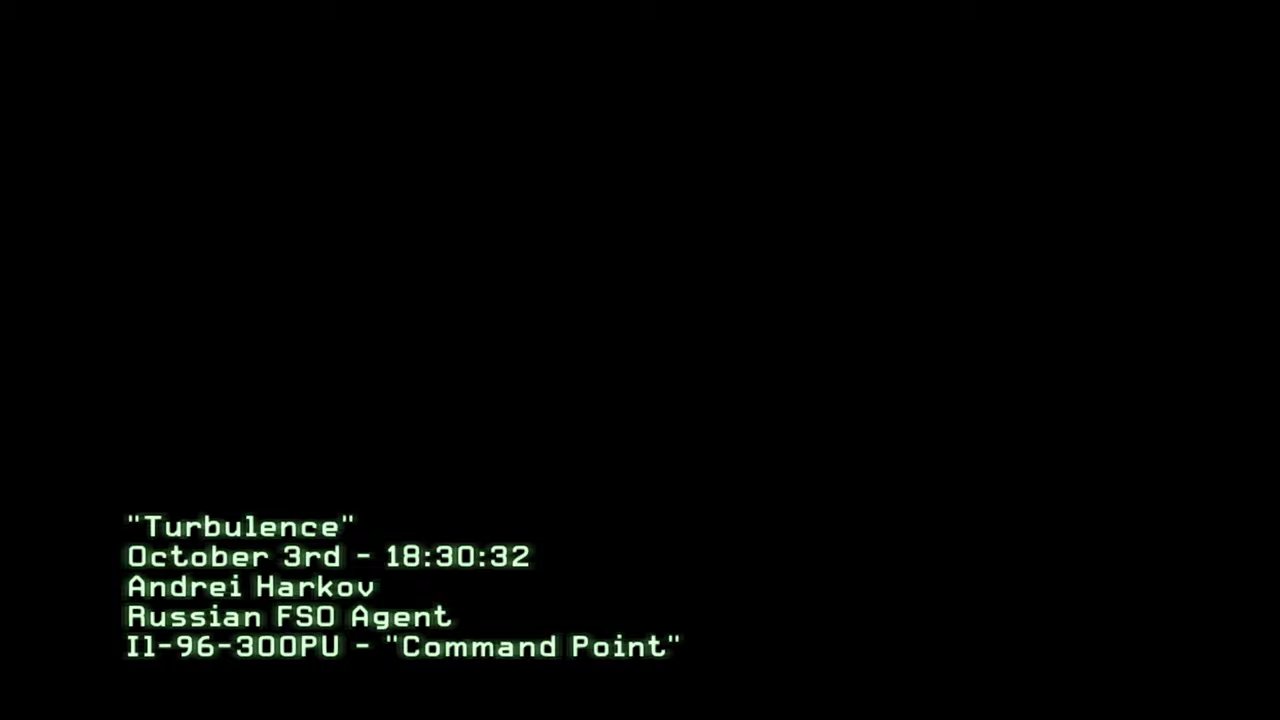 "Turbulence"
October 3rd - 18:30:32
Andrei Harkov
Russian FSO Agent
Il-96-300PU - "Command Point"